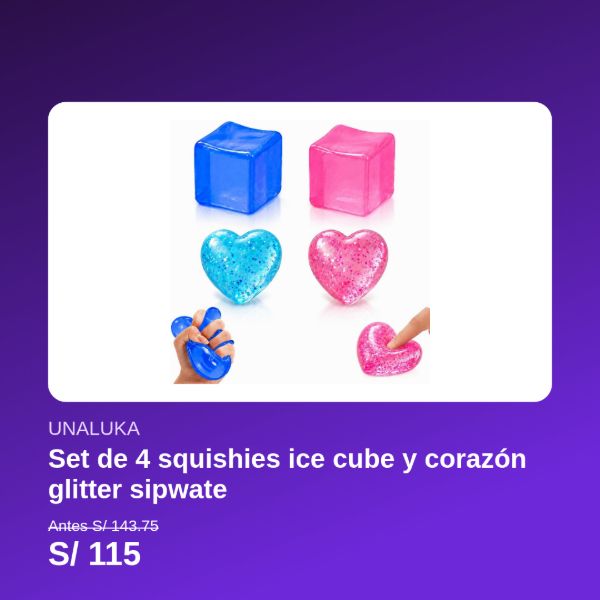 UNALUKA
Set de 4 squishies ice cube y corazón
glitter sipwate
Antes S/ 143.75
S/ 115